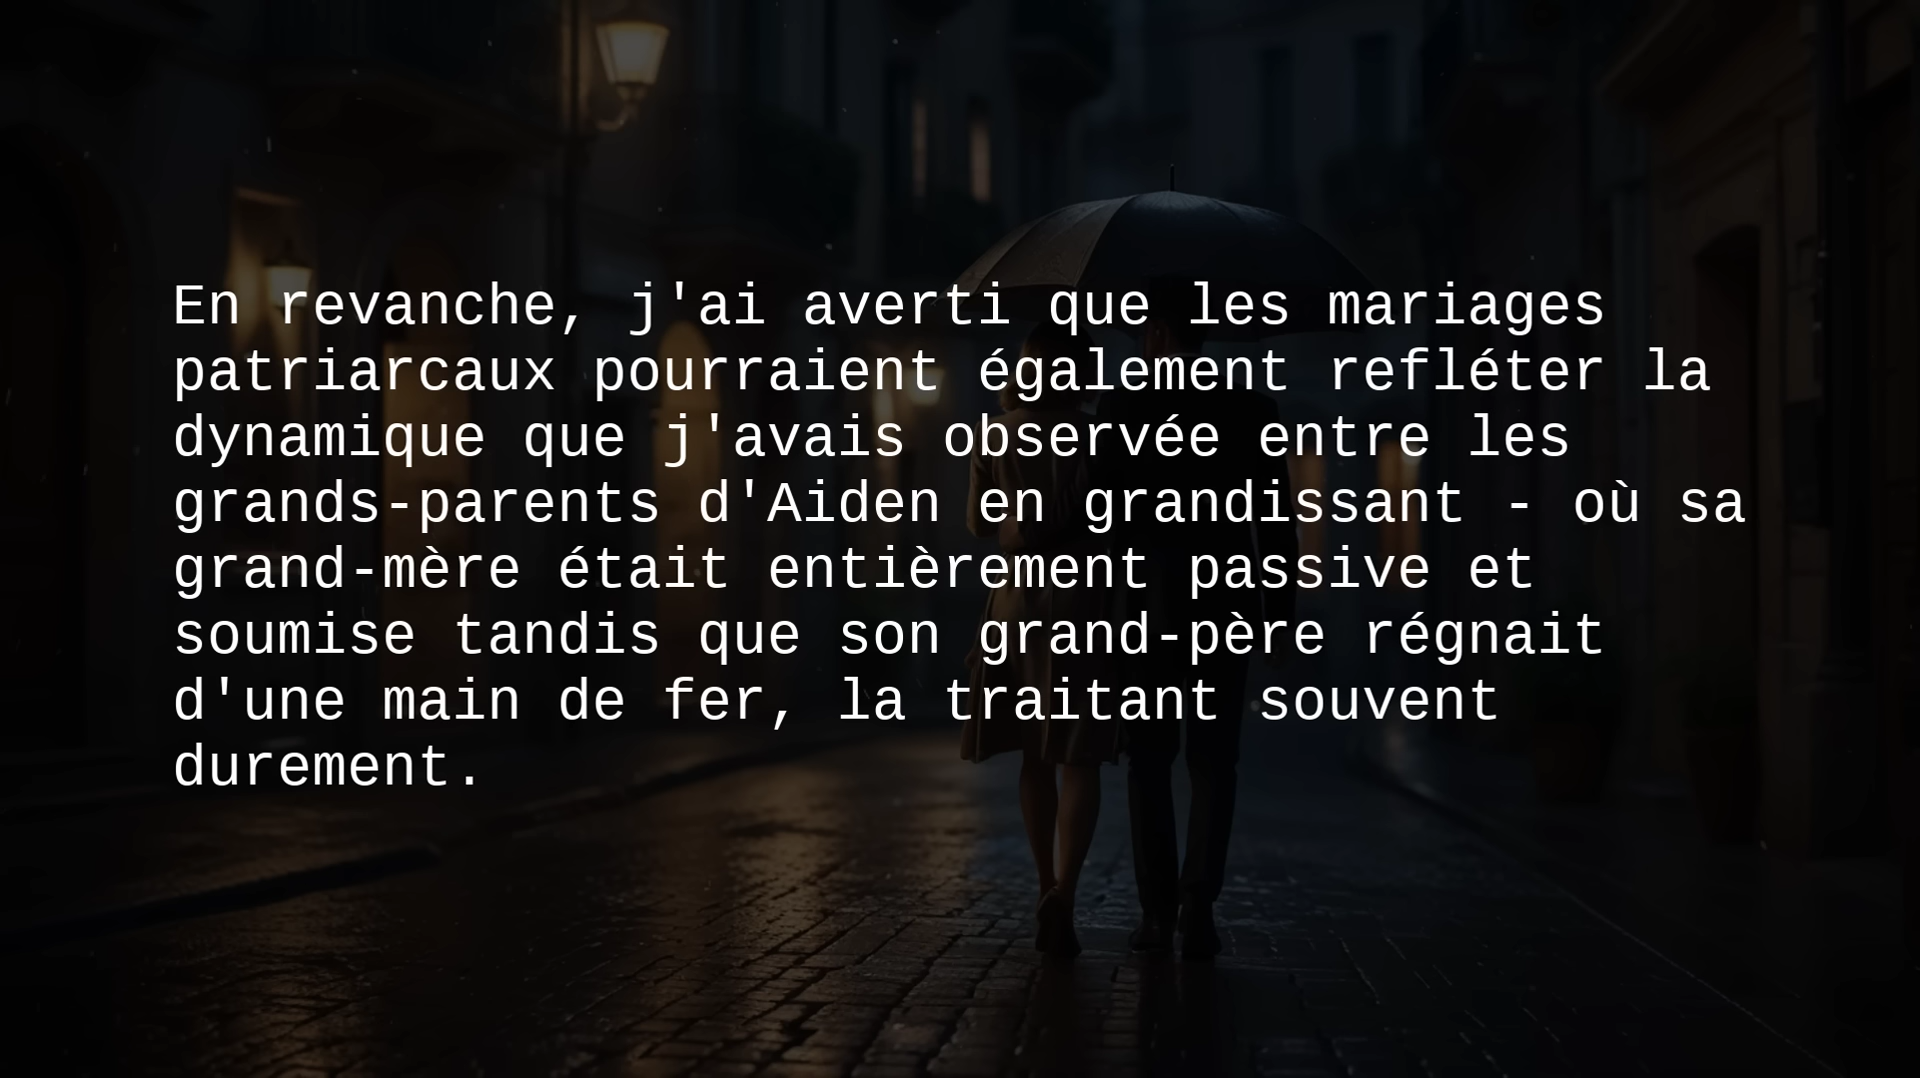 En revanche, j'ai averti que les mariages
patriarcaux pourraient également refléter la
dynamique que j'avais observée entre les
grands-parents d'Aiden en grandissant - où sa
grand-mère était entièrement passive et
soumise tandis que son grand-père régnait
d'une main de fer, la traitant souvent
durement.